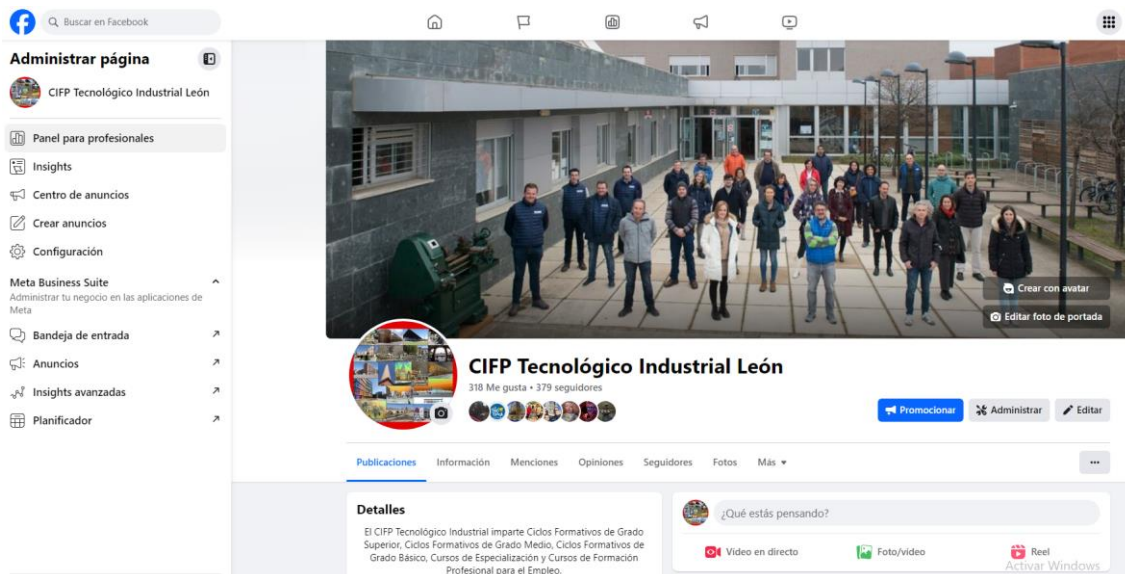 Buscar en Facebook
Administrar página
CIFP Tecnológico Industrial León
Panel para profesionales
Insights
Centro de anuncios
Crear anuncios
Configuración
Meta Business Suite
Administrar tu negocio en las aplicaciones de
Meta
Bandeja de entrada
Anuncios
Insights avanzadas
Planificador
Crear con avatar
Editar foto de portada
CIFP Tecnológico Industrial León
318 Me gusta • 379 seguidores
Promocionar
Administrar
Editar
Publicaciones
Información
Menciones
Opiniones
Seguidores
Fotos
Más
Detalles
El CIFP Tecnológico Industrial imparte Ciclos Formativos de Grado
Superior, Ciclos Formativos de Grado Medio, Ciclos Formativos de
Grado Básico, Cursos de Especialización y Cursos de Formación
Profesional para el Empleo.
¿Qué estás pensando?
Vídeo en directo
Foto/vídeo
Reel
Activar Windows